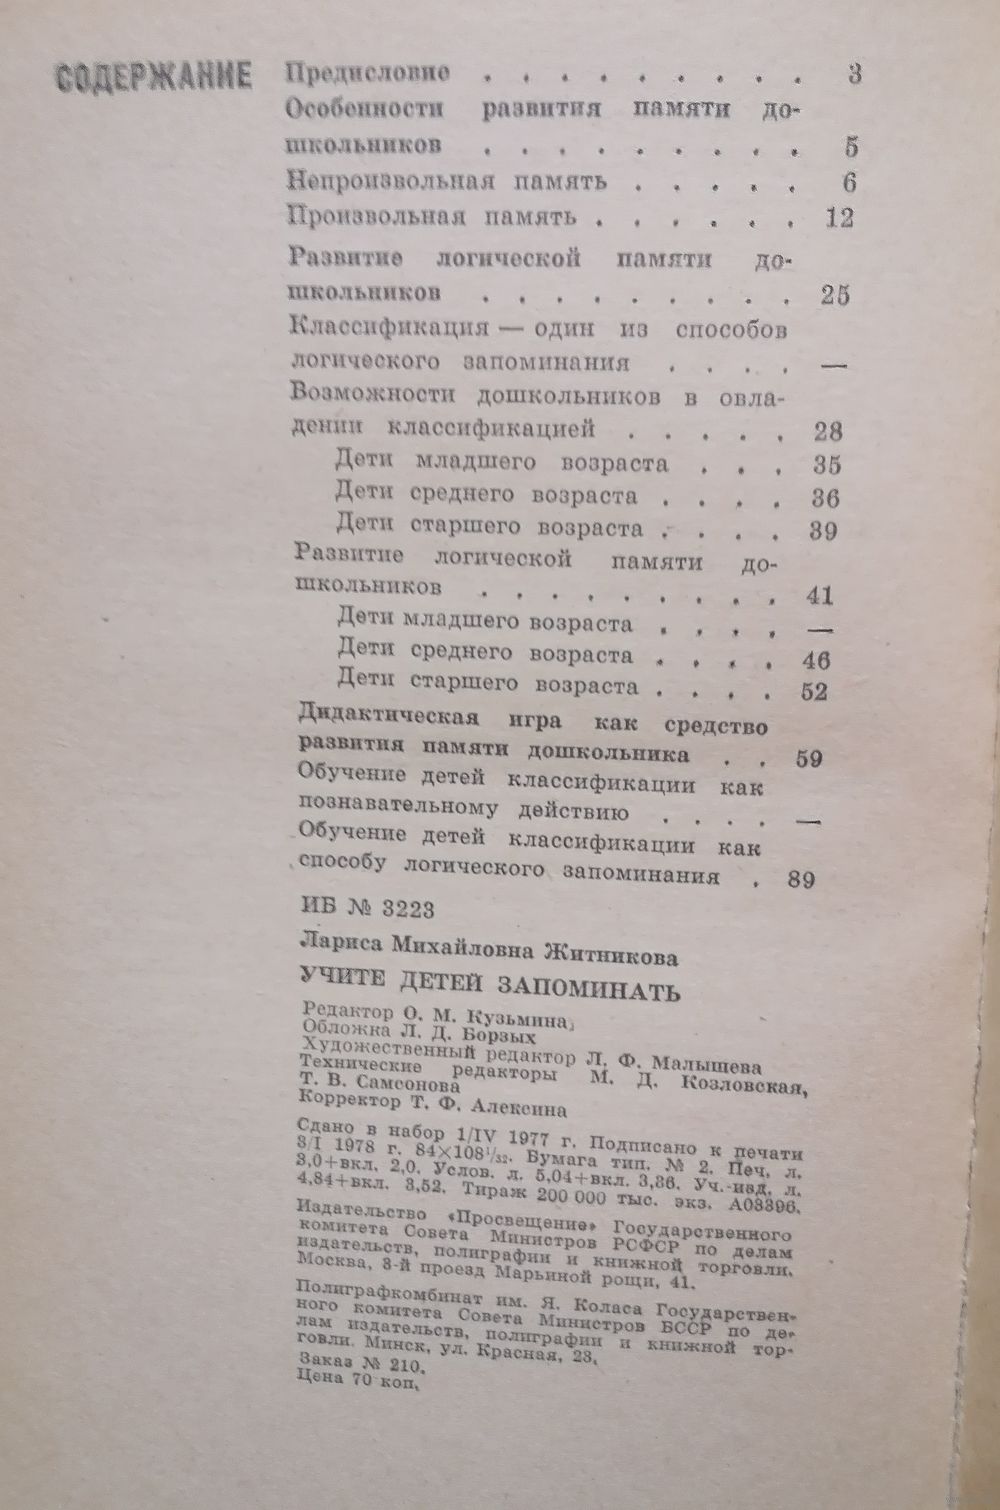 СОДЕРЖАНИЕ
Предисловие . . . . . . . . . 3
Особенности развития памяти до-
школьников . . . . . . . . . 5
Непроизвольная память . . . . . 6
Произвольная память . . . . . . 12
Развитие логической памяти до-
школьников . . . . . . . . . 25
Классификация — один из способов
логического запоминания . . . . —
Возможности дошкольников в овла-
дении классификацией . . . . . 28
Дети младшего возраста . . . 35
Дети среднего возраста . . . . 36
Дети старшего возраста . . . . 39
Развитие логической памяти до-
школьников . . . . . . . . . 41
Дети младшего возраста . . . . —
Дети среднего возраста . . . . 46
Дети старшего возраста . . . . 52
Дидактическая игра как средство
развития памяти дошкольника . . 59
Обучение детей классификации как
познавательному действию . . . . —
Обучение детей классификации как
способу логического запоминания . 89
ИБ № 3223
Лариса Михайловна Житникова
УЧИТЕ ДЕТЕЙ ЗАПОМИНАТЬ
Редактор О. М. Кузьмина
Обложка Л. Д. Борзых
Художественный редактор Л. Ф. Малышева
Технические редакторы М. Д. Козловская,
Т. В. Самсонова
Корректор Т. Ф. Алексина
Сдано в набор 1/IV 1977 г. Подписано к печати
3/I 1978 г. 84×108¹/₃₂. Бумага тип. № 2. Печ. л.
3,0+вкл. 2,0. Услов. л. 5,04+вкл. 3,36. Уч.-изд. л.
4,84+вкл. 3,52. Тираж 200 000 тыс. экз. А03396.
Издательство «Просвещение» Государственного
комитета Совета Министров РСФСР по делам
издательств, полиграфии и книжной торговли.
Москва, 3-й проезд Марьиной рощи, 41.
Полиграфкомбинат им. Я. Коласа Государствен-
ного комитета Совета Министров БССР по де-
лам издательств, полиграфии и книжной тор-
говли. Минск, ул. Красная, 23.
Заказ № 210.
Цена 70 коп.